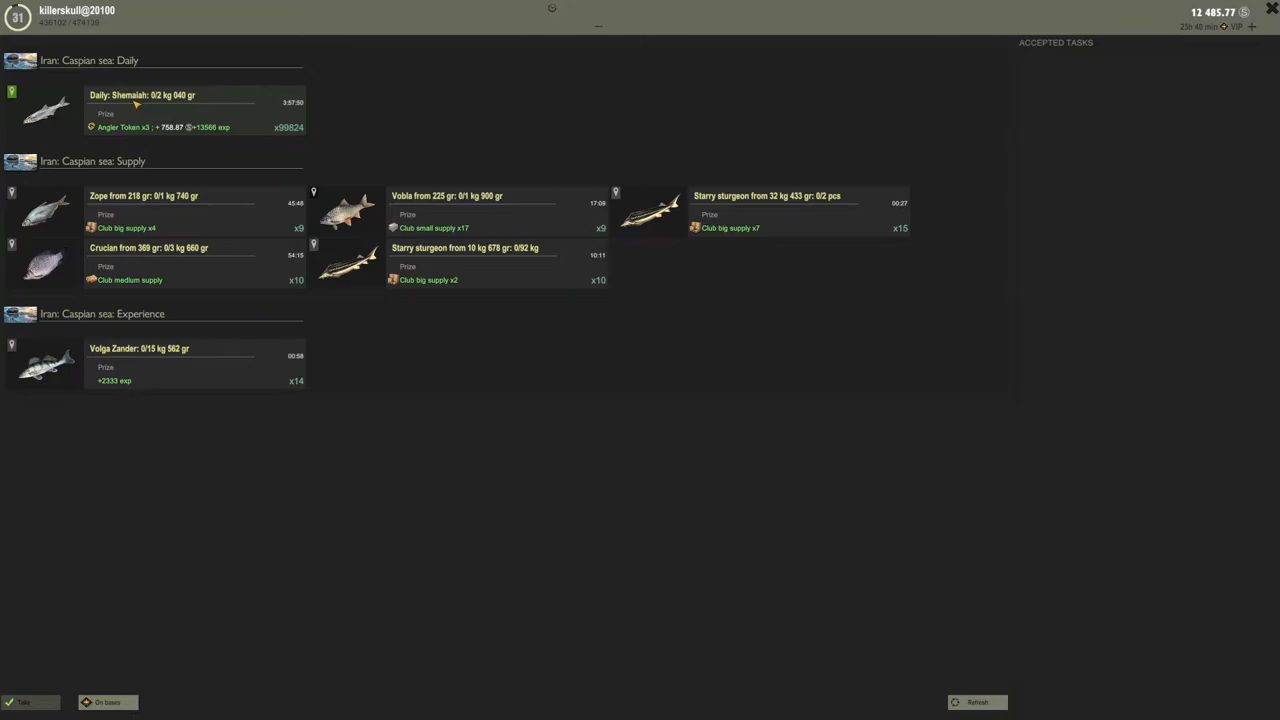 31
killerskull@20100
436102 / 474139
12 485.77
23h 40 min VIP
ACCEPTED TASKS
Iran: Caspian sea: Daily
Daily: Shemaiah: 0/2 kg 040 gr
3:57:50
Prize
Angler Token x3 ; + 758.87 +13566 exp
x99824
Iran: Caspian sea: Supply
Zope from 218 gr: 0/1 kg 740 gr
45:48
Prize
Club big supply x4
x9
Vobla from 225 gr: 0/1 kg 900 gr
17:09
Prize
Club small supply x17
x9
Starry sturgeon from 32 kg 433 gr: 0/2 pcs
00:27
Prize
Club big supply x7
x15
Crucian from 369 gr: 0/3 kg 660 gr
54:15
Prize
Club medium supply
x10
Starry sturgeon from 10 kg 678 gr: 0/92 kg
10:11
Prize
Club big supply x2
x10
Iran: Caspian sea: Experience
Volga Zander: 0/15 kg 562 gr
00:58
Prize
+2333 exp
x14
Take
On bases
Refresh